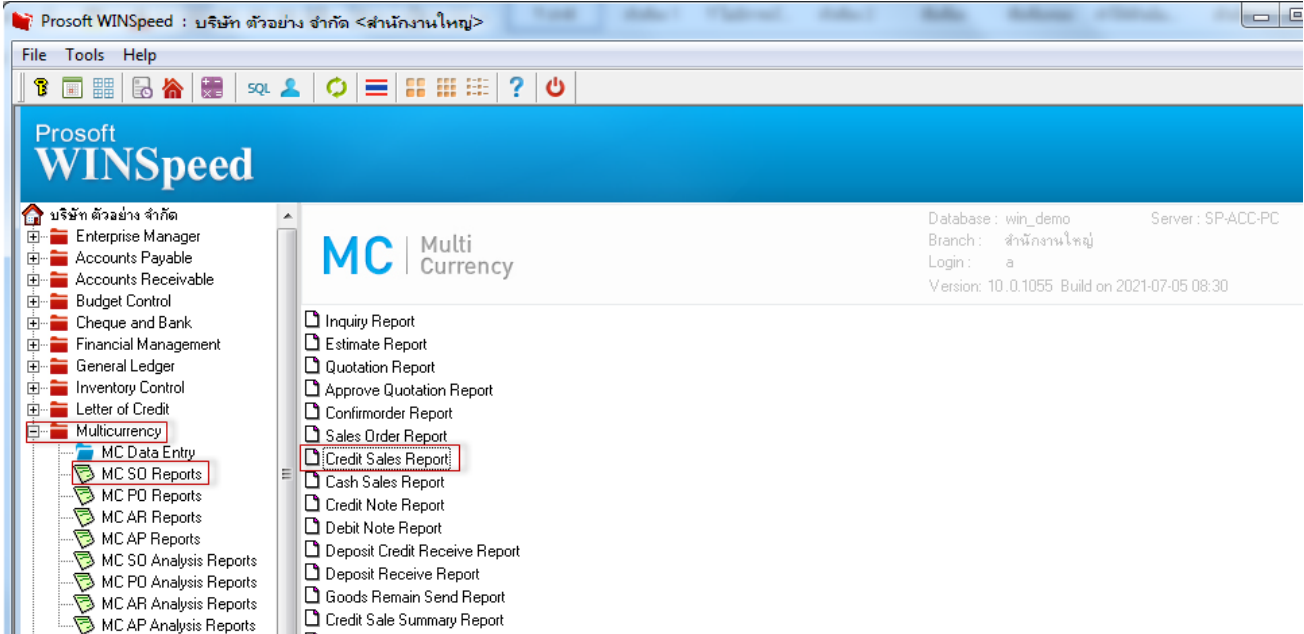 Prosoft WINSpeed : บริษัท ตัวอย่าง จำกัด <สำนักงานใหญ่>
File Tools Help
SQL ?
Prosoft
WINSpeed
บริษัท ตัวอย่าง จำกัด
Enterprise Manager
Accounts Payable
Accounts Receivable
Budget Control
Cheque and Bank
Financial Management
General Ledger
Inventory Control
Letter of Credit
Multicurrency
MC Data Entry
MC SO Reports
MC PO Reports
MC AR Reports
MC AP Reports
MC SO Analysis Reports
MC PO Analysis Reports
MC AR Analysis Reports
MC AP Analysis Reports
MC Multi Currency
Database : win_demo Server : SP-ACC-PC
Branch : สำนักงานใหญ่
Login : a
Version: 10.0.1055 Build on 2021-07-05 08:30
Inquiry Report
Estimate Report
Quotation Report
Approve Quotation Report
Confirmorder Report
Sales Order Report
Credit Sales Report
Cash Sales Report
Credit Note Report
Debit Note Report
Deposit Credit Receive Report
Deposit Receive Report
Goods Remain Send Report
Credit Sale Summary Report